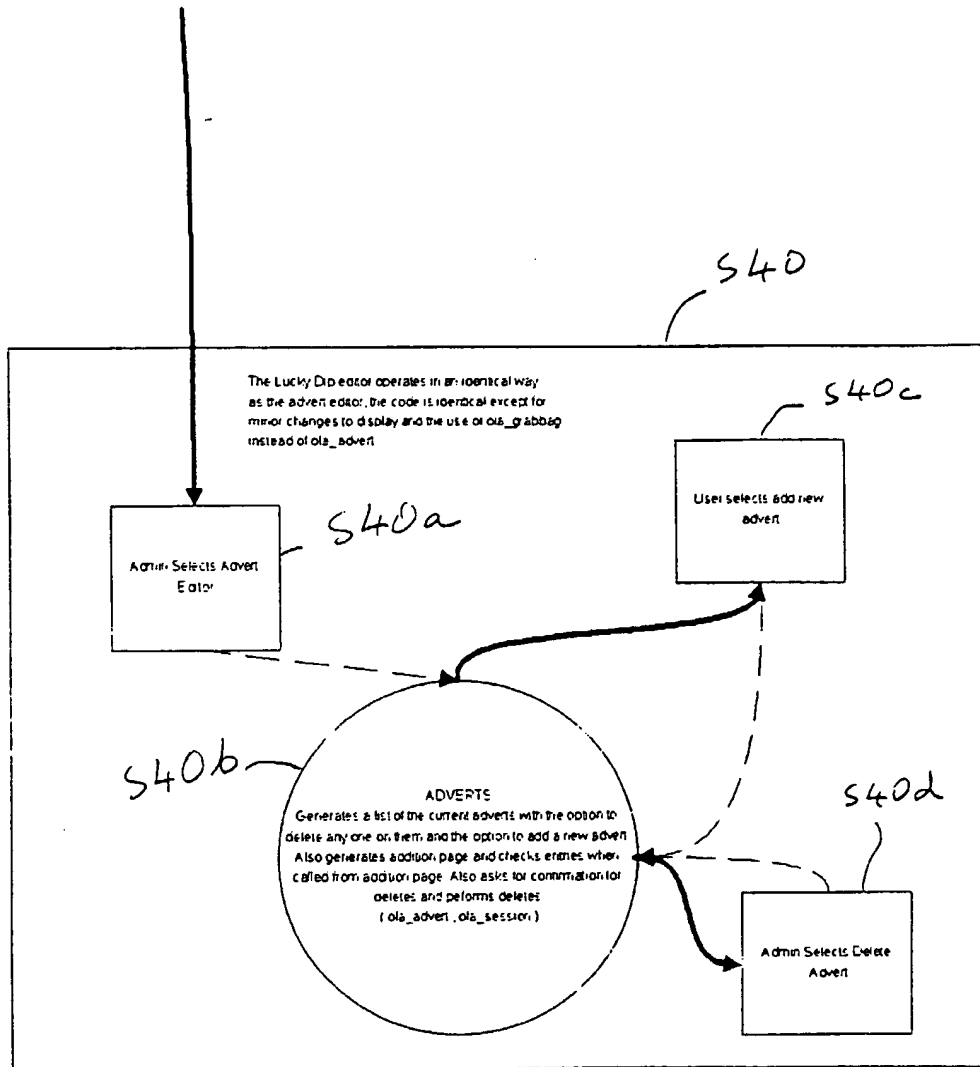 S40
The Lucky Dip editor operates in an identical way
as the advert editor, the code is identical except for
minor changes to display and the use of ola_grabbag
instead of ola_advert
S40c
User selects add new
advert
S40a
Admin Selects Advert
Editor
S40b
ADVERTS
Generates a list of the current adverts with the option to
delete any one on them and the option to add a new advert
Also generates addition page and checks entries when
called from addition page. Also asks for confirmation for
deletes and peforms deletes
( ola_advert , ola_session )
S40d
Admin Selects Delete
Advert